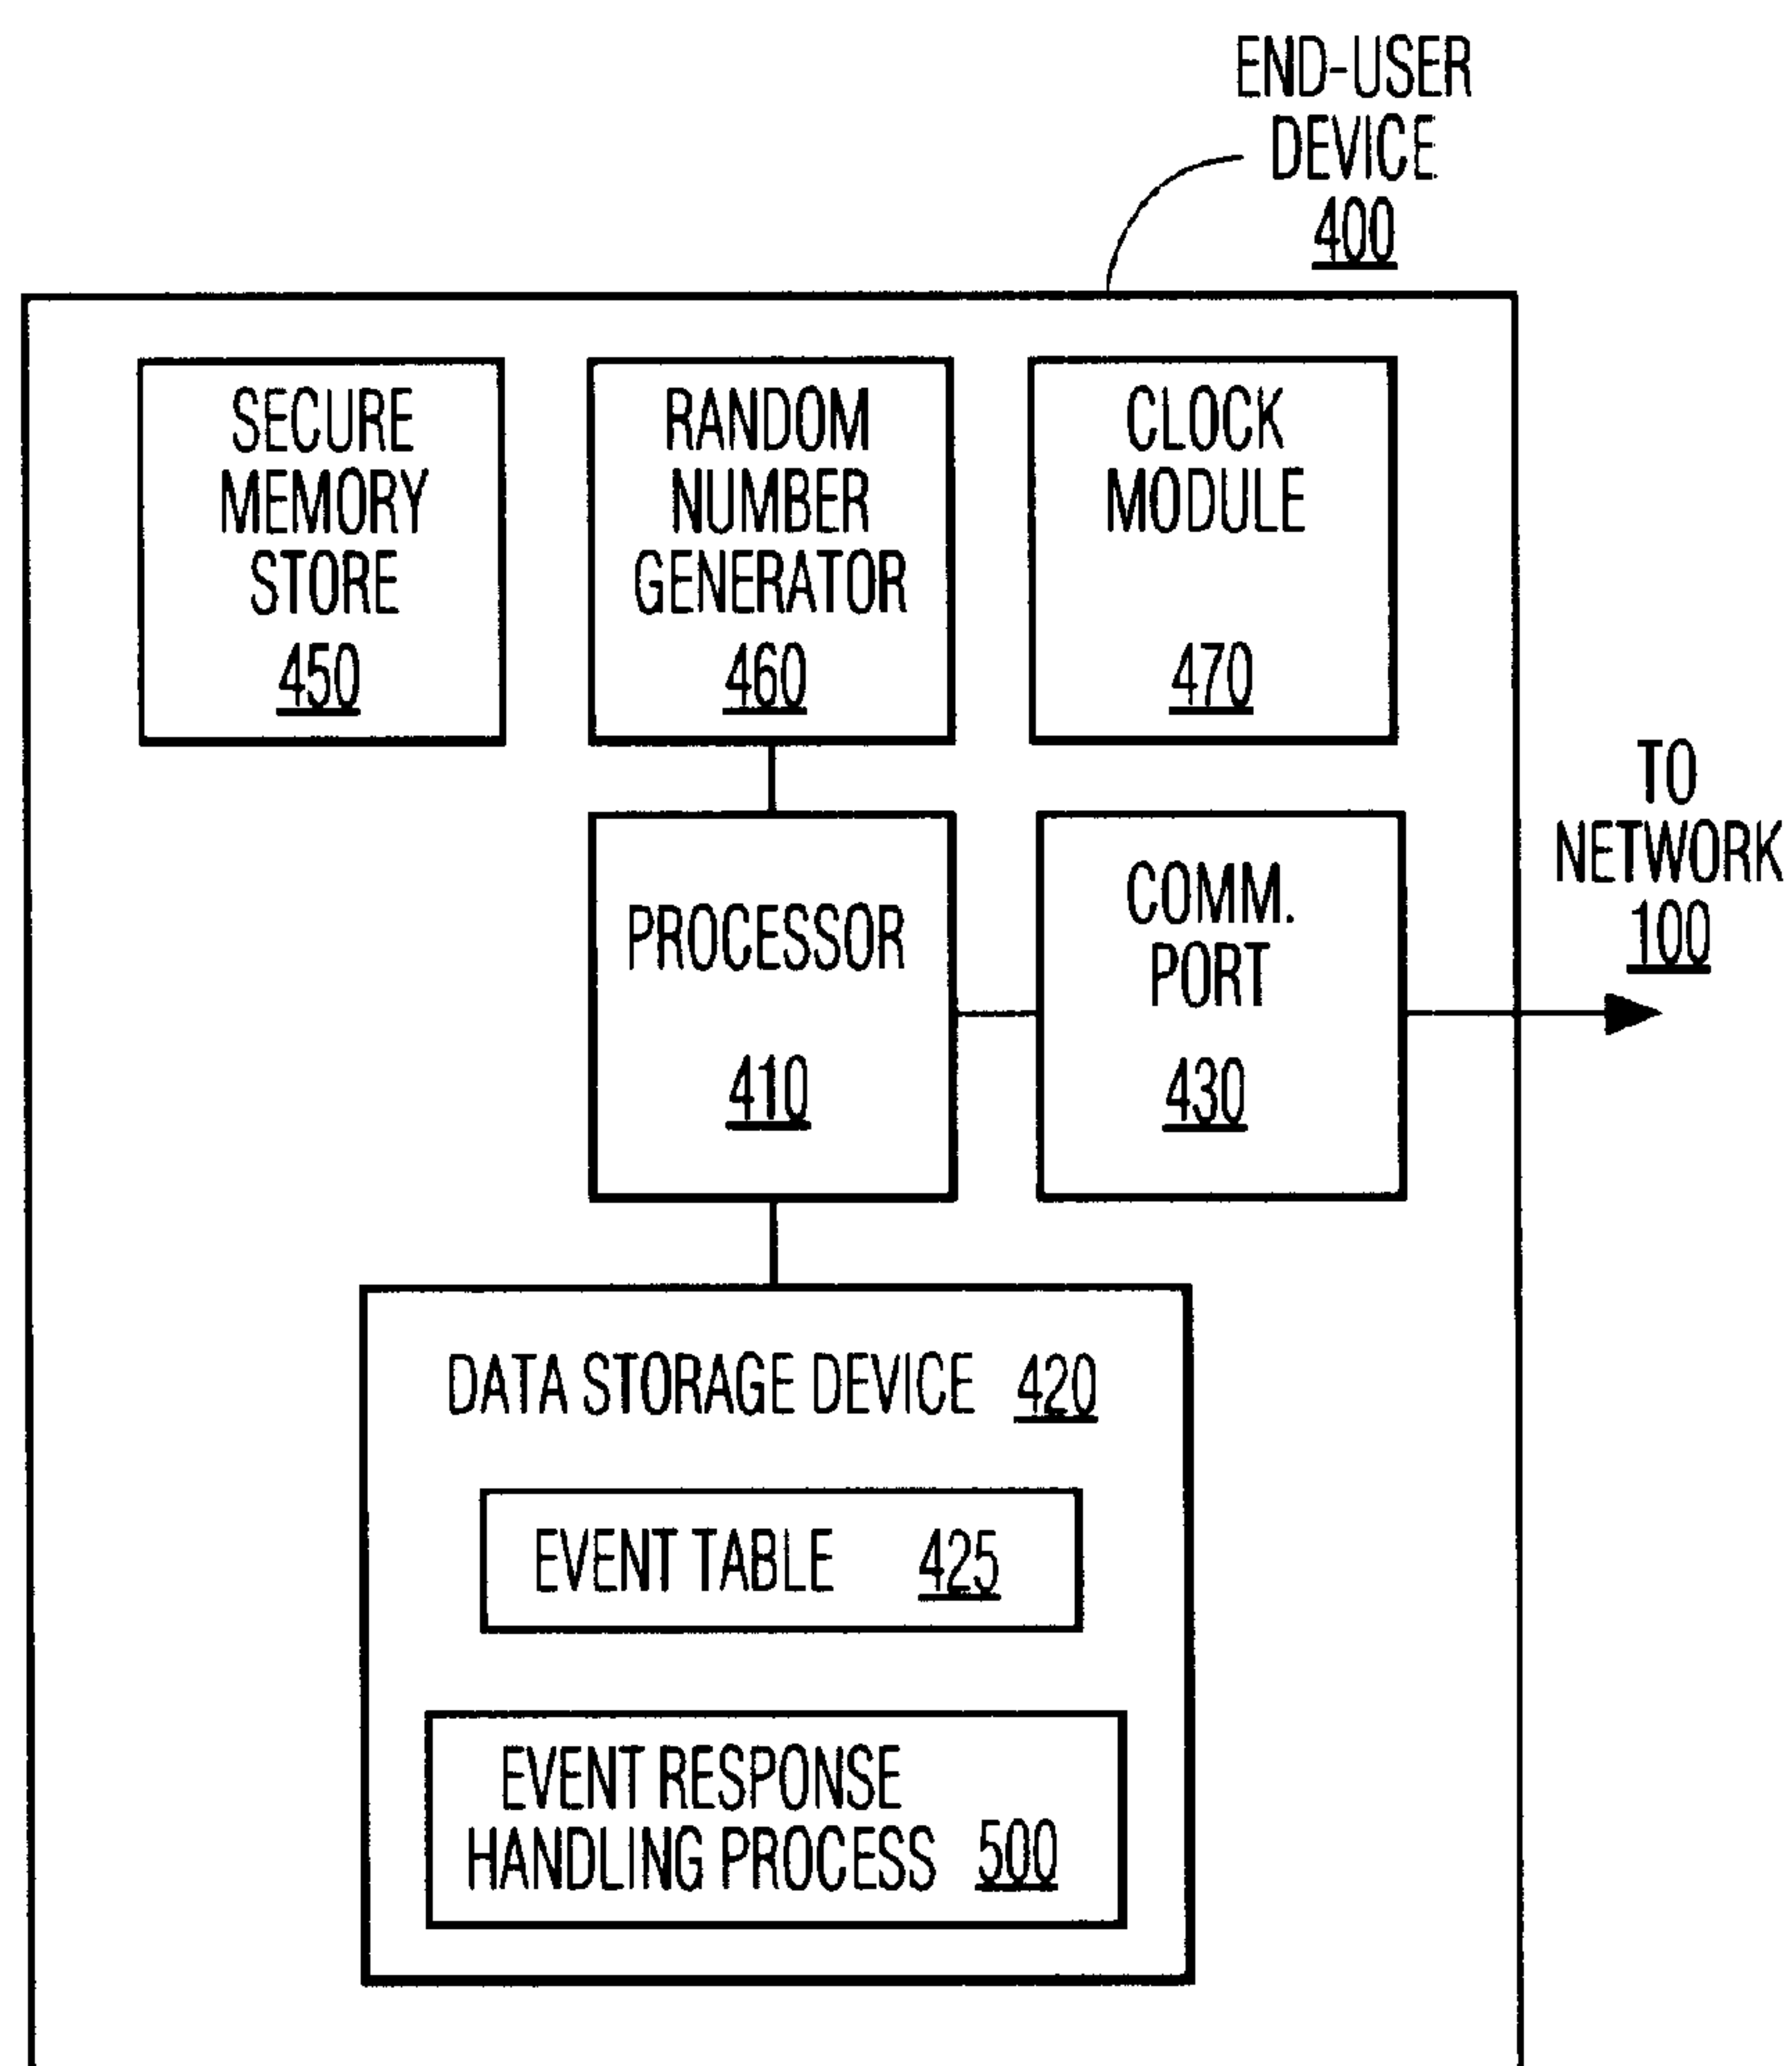 END-USER
DEVICE
400
SECURE
MEMORY
STORE
450
RANDOM
NUMBER
GENERATOR
460
CLOCK
MODULE
470
TO
NETWORK
100
PROCESSOR
410
COMM.
PORT
430
DATA STORAGE DEVICE 420
EVENT TABLE 425
EVENT RESPONSE
HANDLING PROCESS 500